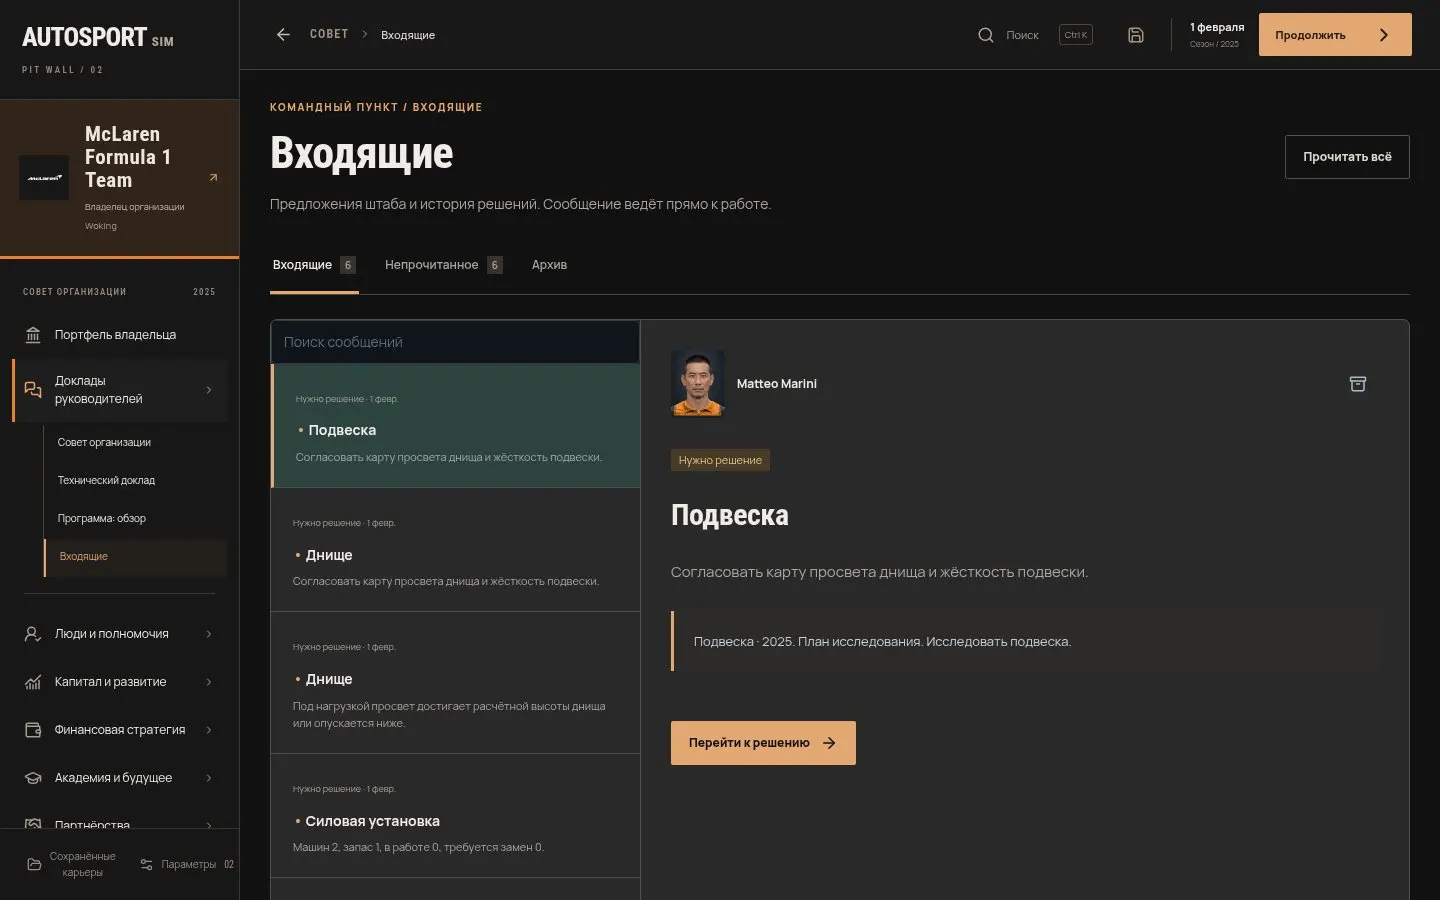 AUTOSPORT SIM
PIT WALL / 02
McLaren
McLaren
Formula 1
Team
Владелец организации
Woking
СОВЕТ ОРГАНИЗАЦИИ 2025
Портфель владельца
Доклады
руководителей
Совет организации
Технический доклад
Программа: обзор
Входящие
Люди и полномочия
Капитал и развитие
Финансовая стратегия
Академия и будущее
Партнёрства
Сохранённые
карьеры
Параметры 02
СОВЕТ Входящие
Поиск Ctrl K
1 февраля
Сезон / 2025
Продолжить
КОМАНДНЫЙ ПУНКТ / ВХОДЯЩИЕ
Входящие
Прочитать всё
Предложения штаба и история решений. Сообщение ведёт прямо к работе.
Входящие 6 Непрочитанное 6 Архив
Поиск сообщений
Нужно решение · 1 февр.
• Подвеска
Согласовать карту просвета днища и жёсткость подвески.
Нужно решение · 1 февр.
• Днище
Согласовать карту просвета днища и жёсткость подвески.
Нужно решение · 1 февр.
• Днище
Под нагрузкой просвет достигает расчётной высоты днища
или опускается ниже.
Нужно решение · 1 февр.
• Силовая установка
Машин 2, запас 1, в работе 0, требуется замен 0.
Matteo Marini
Нужно решение
Подвеска
Согласовать карту просвета днища и жёсткость подвески.
Подвеска · 2025. План исследования. Исследовать подвеска.
Перейти к решению